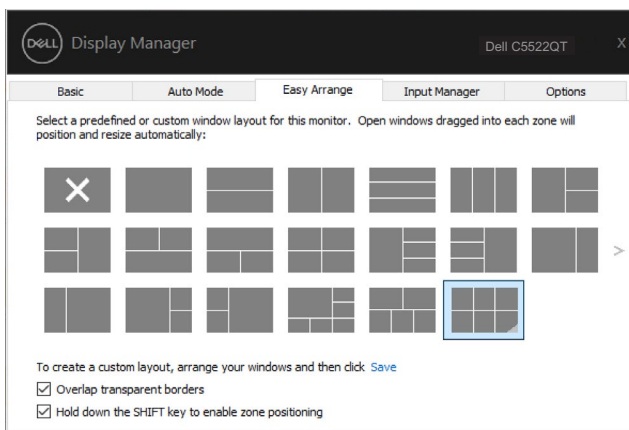 DELL Display Manager Dell C5522QT X
Basic Auto Mode Easy Arrange Input Manager Options
Select a predefined or custom window layout for this monitor. Open windows dragged into each zone will
position and resize automatically:
>
To create a custom layout, arrange your windows and then click Save
Overlap transparent borders
Hold down the SHIFT key to enable zone positioning